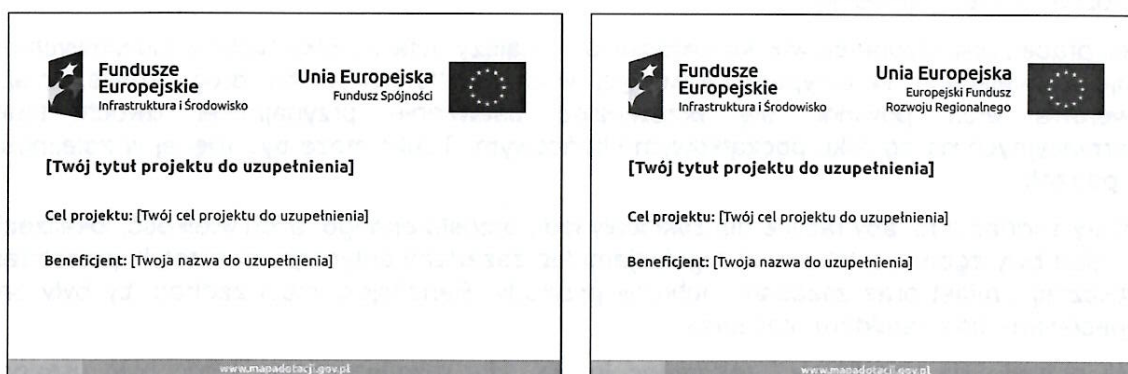 Fundusze
Europejskie
Infrastruktura i Środowisko
Unia Europejska
Fundusz Spójności
[Twój tytuł projektu do uzupełnienia]
Cel projektu: [Twój cel projektu do uzupełnienia]
Beneficjent: [Twoja nazwa do uzupełnienia]
www.mapadotacji.gov.pl
Fundusze
Europejskie
Infrastruktura i Środowisko
Unia Europejska
Europejski Fundusz
Rozwoju Regionalnego
[Twój tytuł projektu do uzupełnienia]
Cel projektu: [Twój cel projektu do uzupełnienia]
Beneficjent: [Twoja nazwa do uzupełnienia]
www.mapadotacji.gov.pl